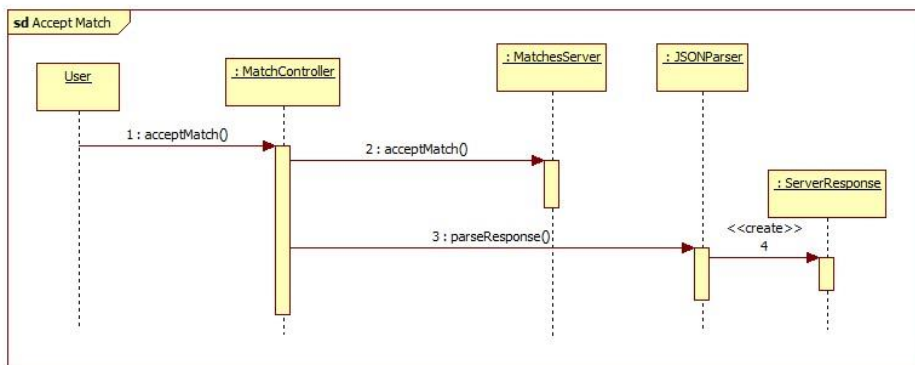 sd Accept Match
User
: MatchController
: MatchesServer
: JSONParser
1 : acceptMatch()
2 : acceptMatch()
: ServerResponse
3 : parseResponse()
<<create>>
4